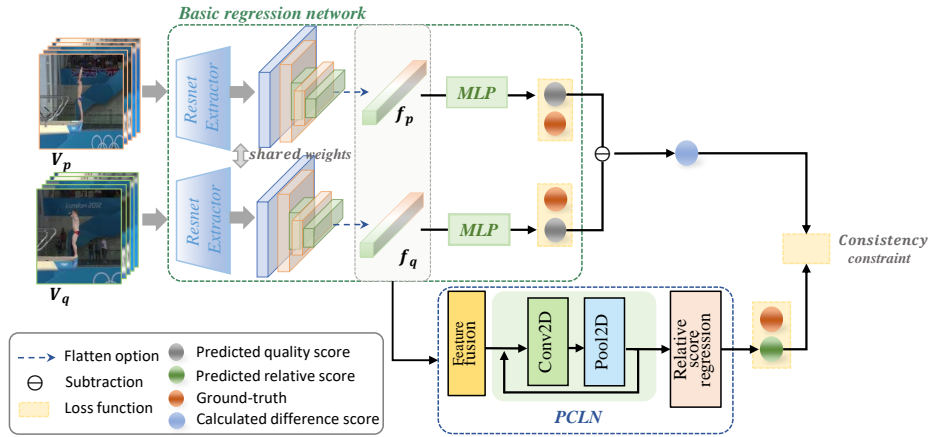 Basic regression network
Resnet
Extractor
MLP
f_p
V_p
shared weights
London 2012
Resnet
Extractor
MLP
f_q
V_q
Consistency
constraint
Feature
fusion
Conv2D
Pool2D
Relative
score
regression
PCLN
Flatten option
Subtraction
Loss function
Predicted quality score
Predicted relative score
Ground-truth
Calculated difference score